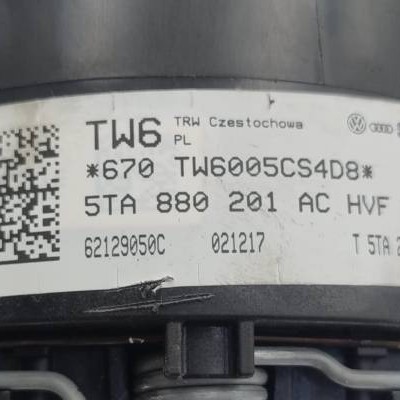 TW6 TRW Czestochowa
PL
*670 TW6005CS4D8*
5TA 880 201 AC HVF
62129050C 021217 T 5TA